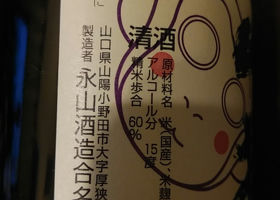 清酒
原材料名 米(国産)、米麹
アルコール分 15度
精米歩合 60%
山口県山陽小野田市大字厚狭
製造者 永山酒造合名
に